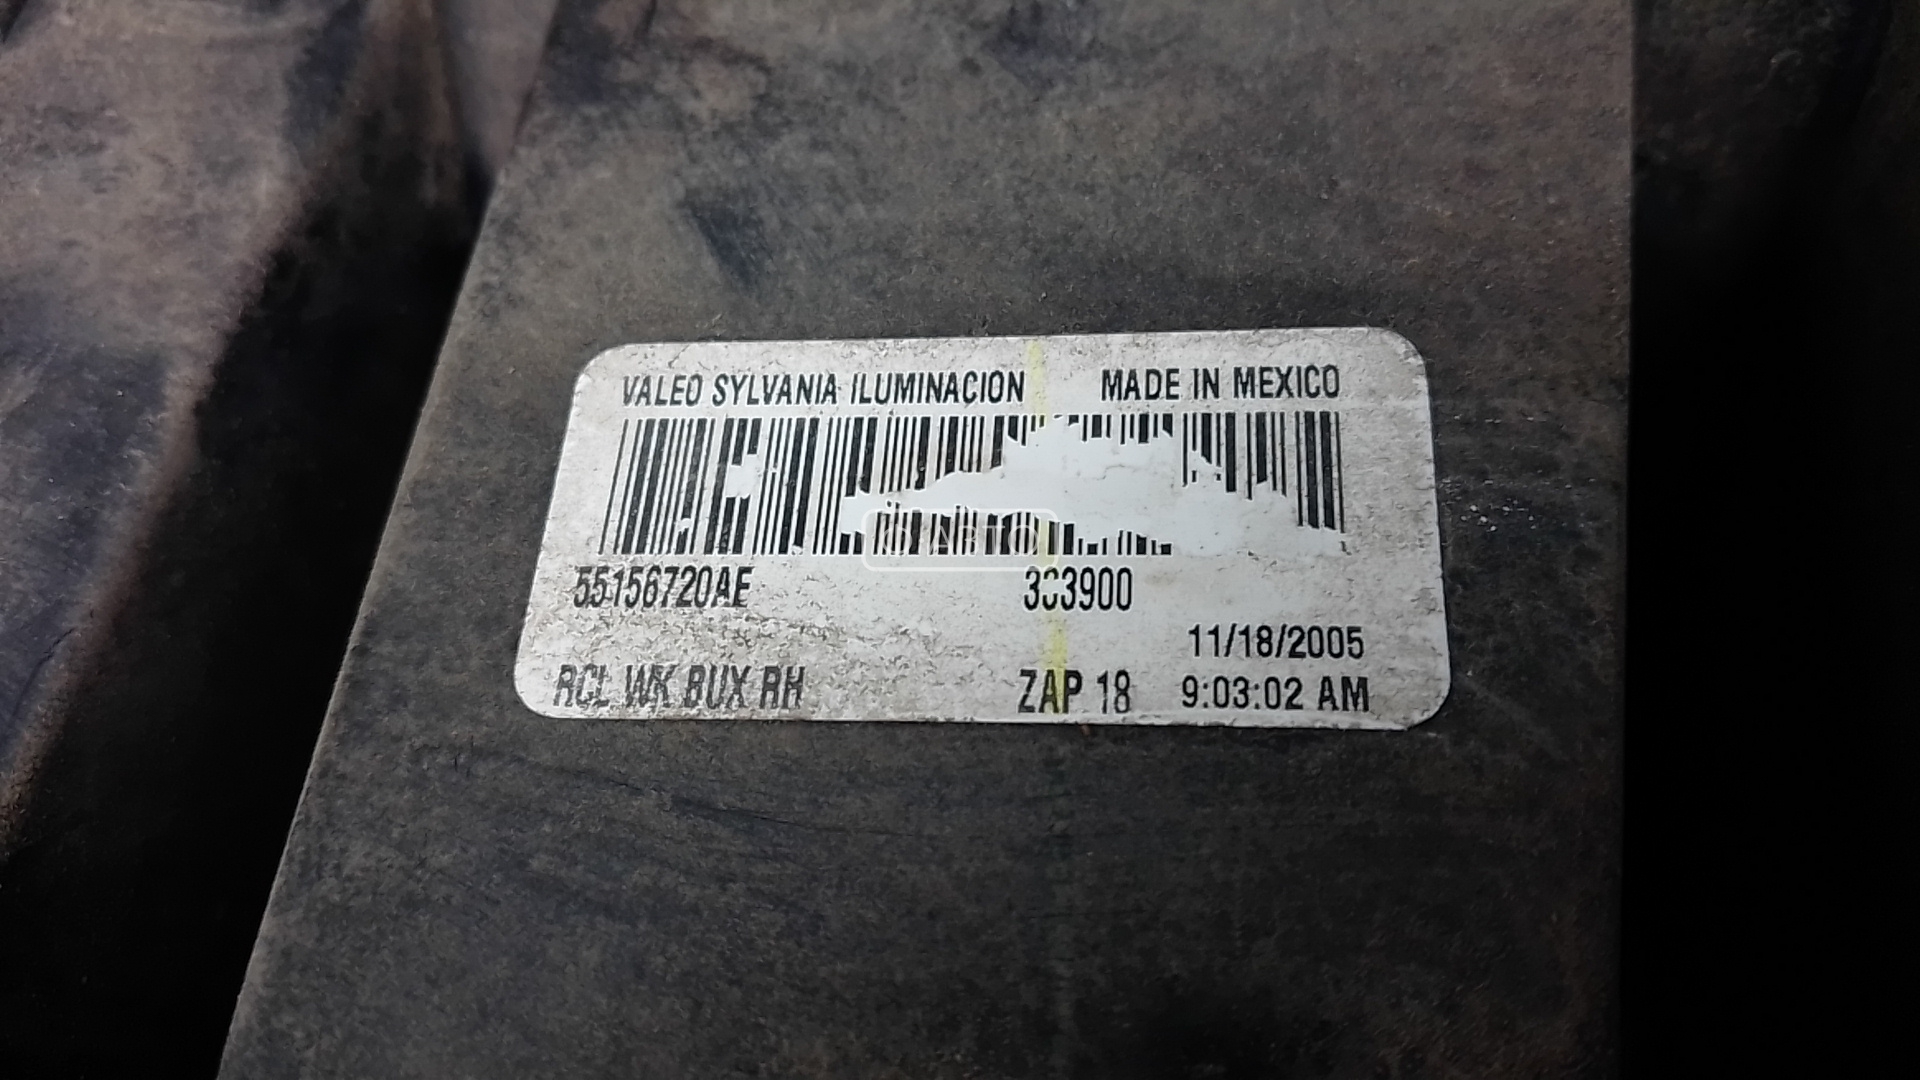 VALEO SYLVANIA ILUMINACION MADE IN MEXICO
55156720AE 303900
11/18/2005
RCL WK BUX RH ZAP 18 9:03:02 AM